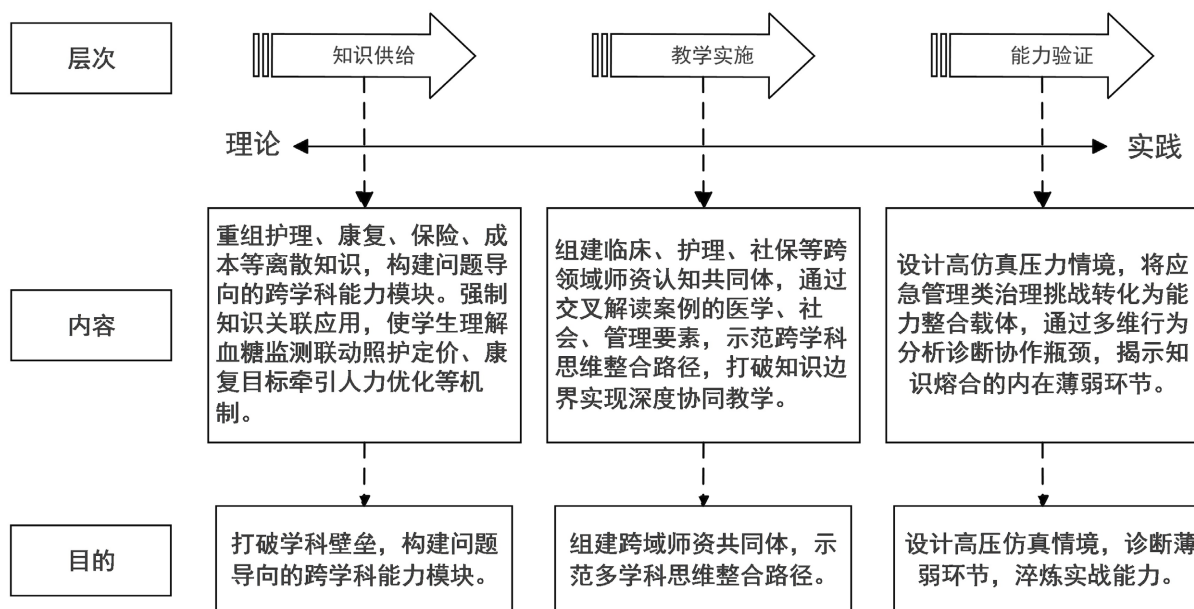 层次
知识供给
教学实施
能力验证
理论
实践
内容
重组护理、康复、保险、成
本等离散知识，构建问题导
向的跨学科能力模块。强制
知识关联应用，使学生理解
血糖监测联动照护定价、康
复目标牵引人力优化等机
制。
组建临床、护理、社保等跨
领域师资认知共同体，通过
交叉解读案例的医学、社
会、管理要素，示范跨学科
思维整合路径，打破知识边
界实现深度协同教学。
设计高仿真压力情境，将应
急管理类治理挑战转化为能
力整合载体，通过多维行为
分析诊断协作瓶颈，揭示知
识熔合的内在薄弱环节。
目的
打破学科壁垒，构建问题
导向的跨学科能力模块。
组建跨域师资共同体，示
范多学科思维整合路径。
设计高压仿真情境，诊断薄
弱环节，淬炼实战能力。